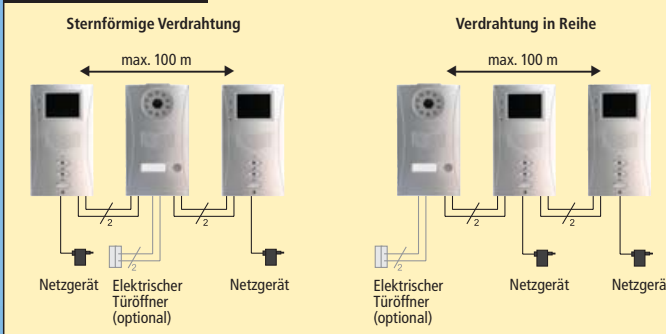 Sternförmige Verdrahtung
max. 100 m
2
2
2
Netzgerät
Elektrischer
Türöffner
(optional)
Netzgerät
Verdrahtung in Reihe
max. 100 m
2
2
2
Elektrischer
Türöffner
(optional)
Netzgerät
Netzgerä